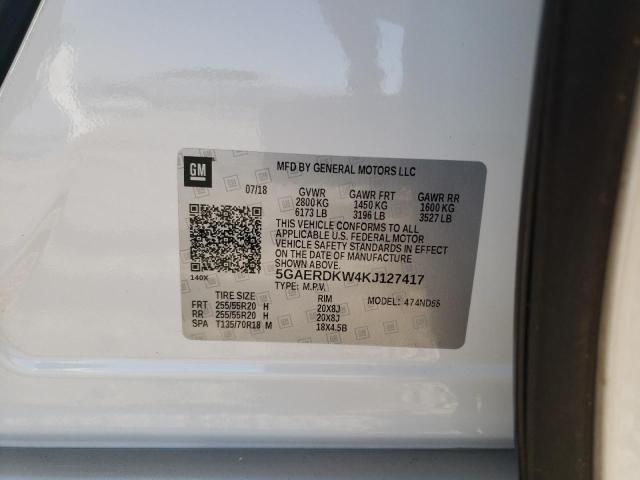 GM
MFD BY GENERAL MOTORS LLC
07/18 GVWR GAWR FRT GAWR RR
2800 KG 1450 KG 1600 KG
6173 LB 3196 LB 3527 LB
THIS VEHICLE CONFORMS TO ALL
APPLICABLE U.S. FEDERAL MOTOR
VEHICLE SAFETY STANDARDS IN EFFECT
ON THE DATE OF MANUFACTURE
SHOWN ABOVE.
140X
5GAERDKW4KJ127417
TYPE: M.P.V. MODEL: 474ND55
TIRE SIZE RIM
FRT 255/55R20 H 20X8J
RR 255/55R20 H 20X8J
SPA T135/70R18 M 18X4.5B